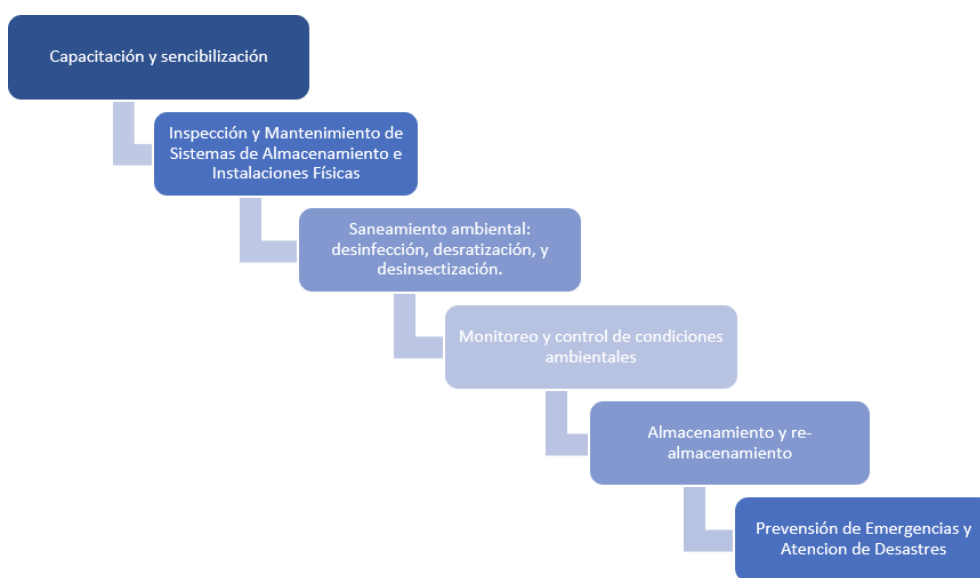 Capacitación y sencibilización
Inspección y Mantenimiento de
Sistemas de Almacenamiento e
Instalaciones Físicas
Saneamiento ambiental:
desinfección, desratización, y
desinsectización.
Monitoreo y control de condiciones
ambientales
Almacenamiento y re-
almacenamiento
Prevención de Emergencias y
Atencion de Desastres